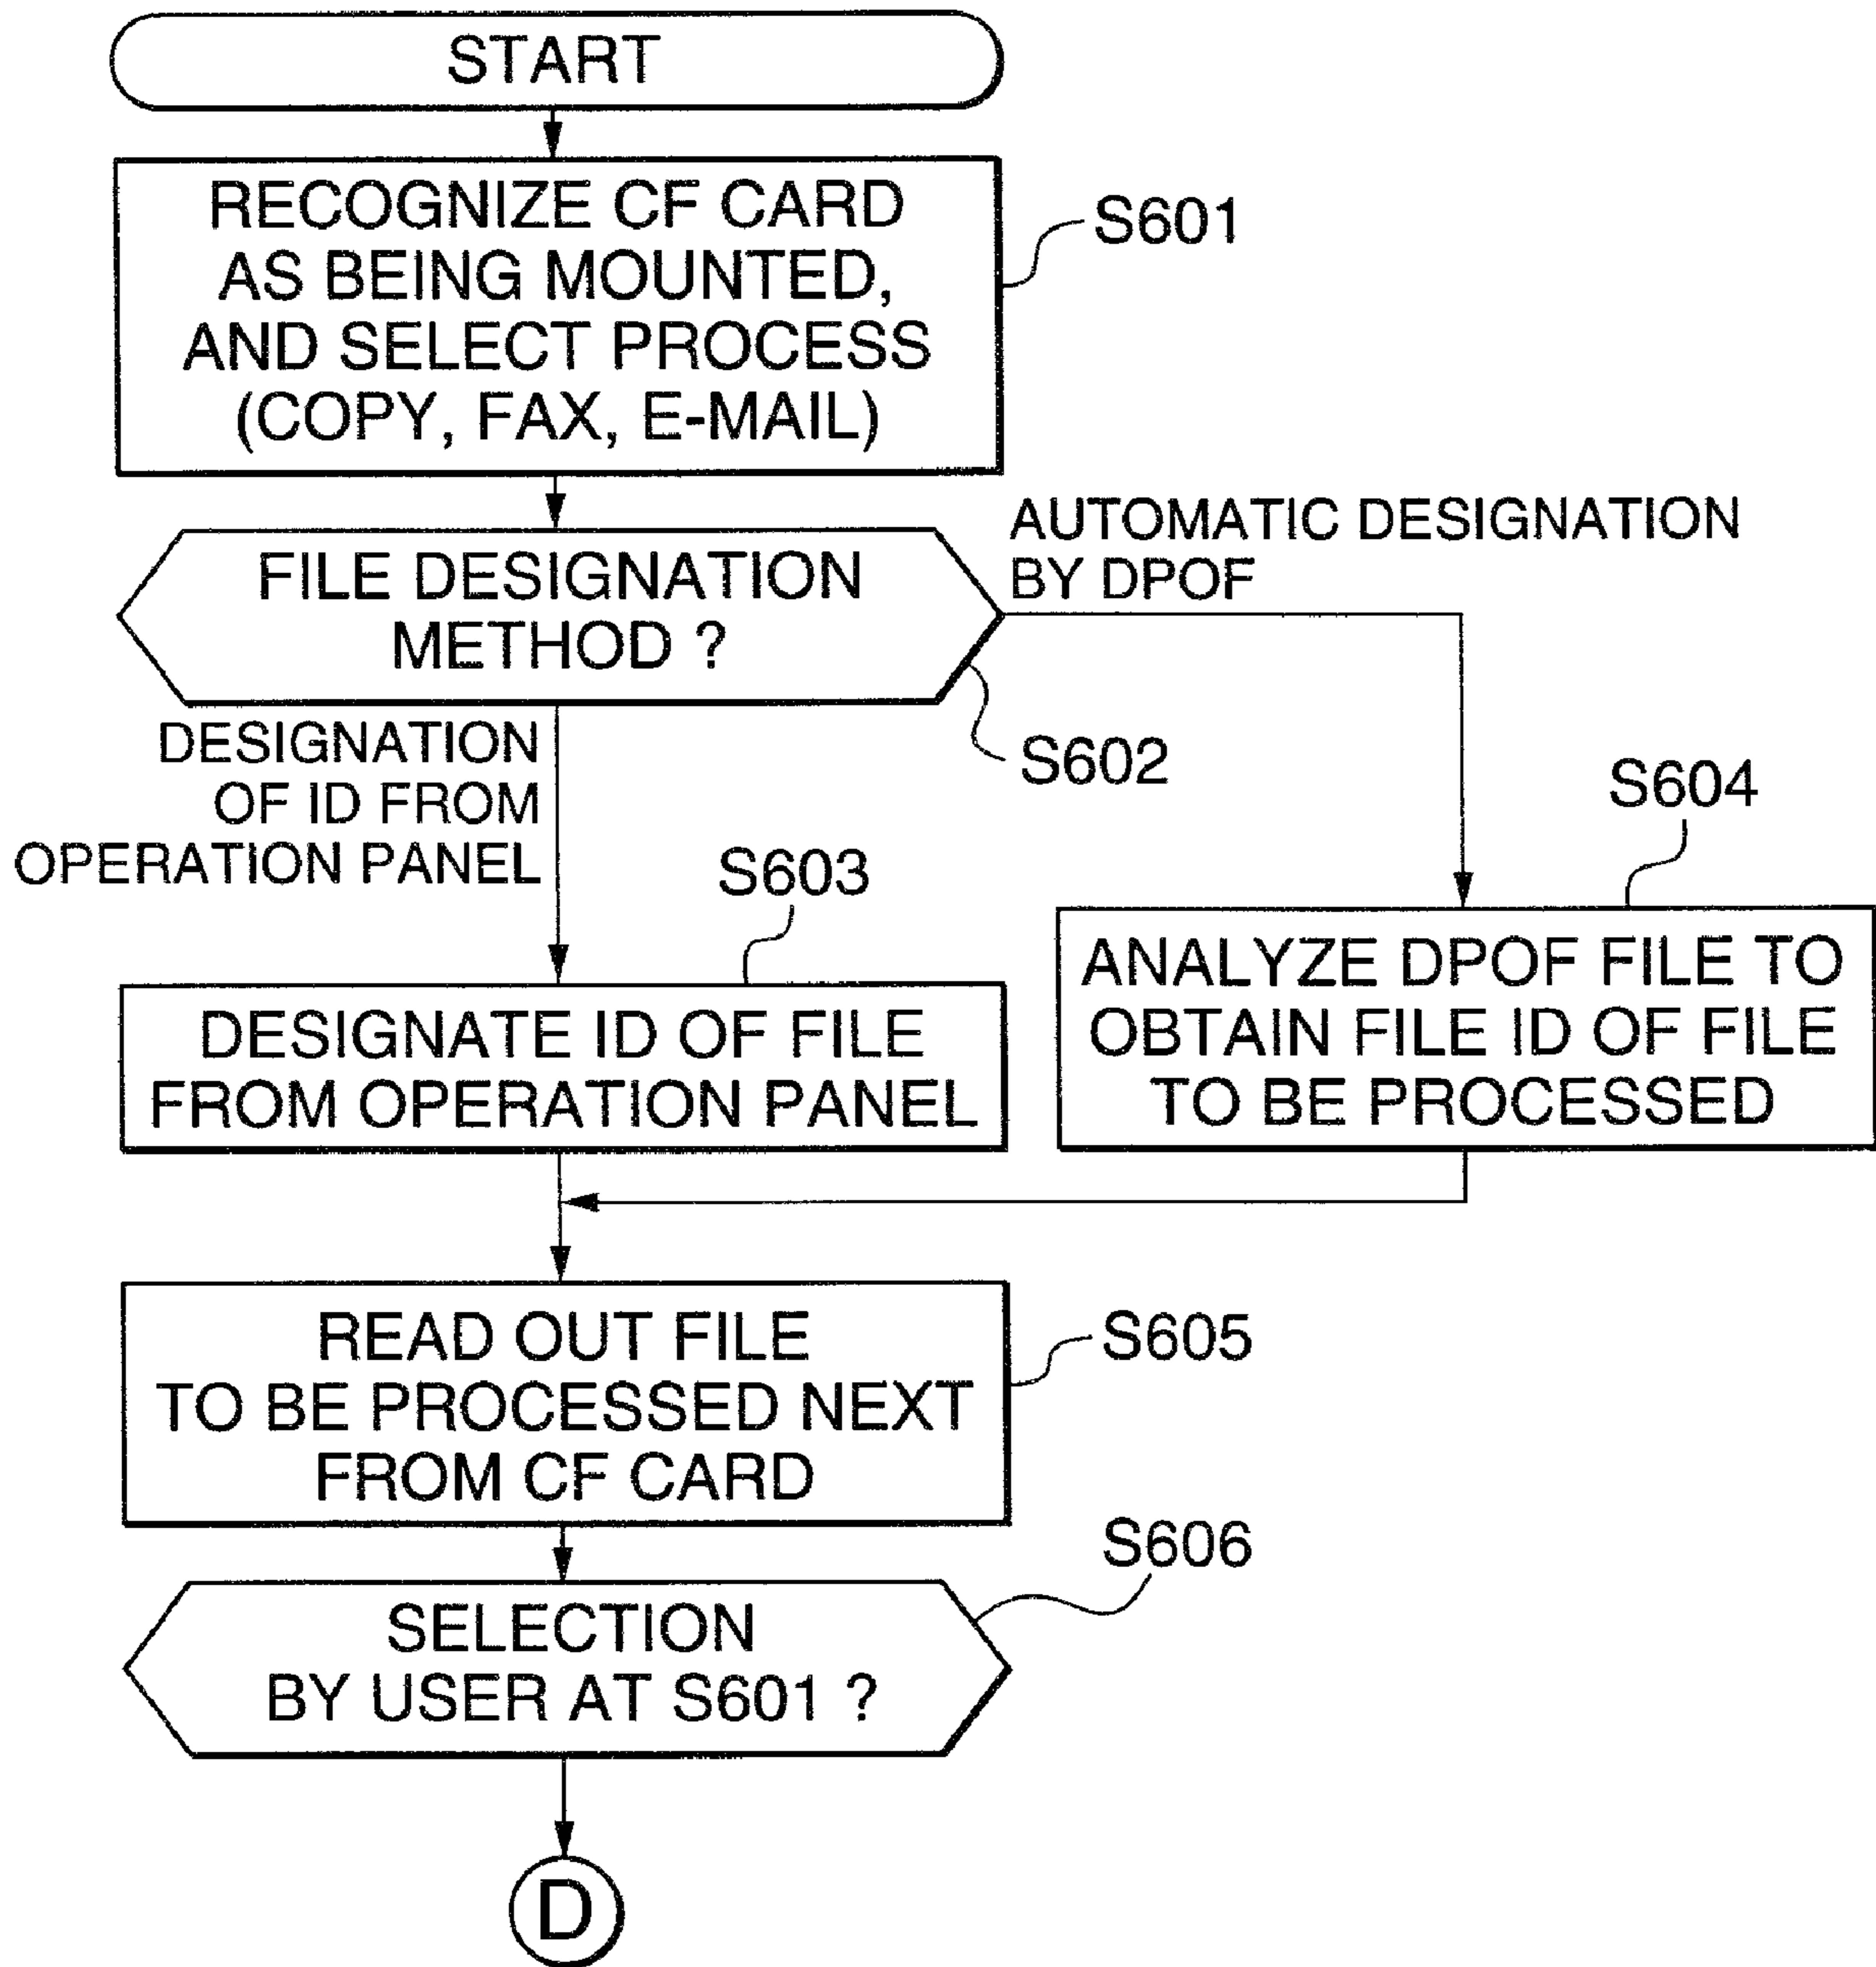 START
RECOGNIZE CF CARD
AS BEING MOUNTED,
AND SELECT PROCESS
(COPY, FAX, E-MAIL)
S601
FILE DESIGNATION
METHOD ?
AUTOMATIC DESIGNATION
BY DPOF
S602
DESIGNATION
OF ID FROM
OPERATION PANEL
S603
S604
DESIGNATE ID OF FILE
FROM OPERATION PANEL
ANALYZE DPOF FILE TO
OBTAIN FILE ID OF FILE
TO BE PROCESSED
READ OUT FILE
TO BE PROCESSED NEXT
FROM CF CARD
S605
S606
SELECTION
BY USER AT S601 ?
D